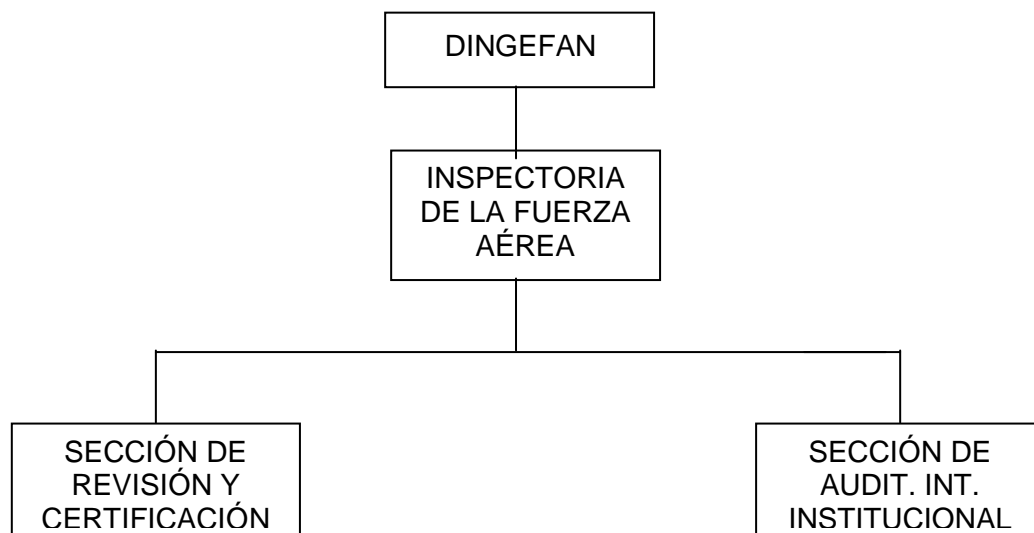 DINGEFAN
INSPECTORIA
DE LA FUERZA
AÉREA
SECCIÓN DE
REVISIÓN Y
CERTIFICACIÓN
SECCIÓN DE
AUDIT. INT.
INSTITUCIONAL